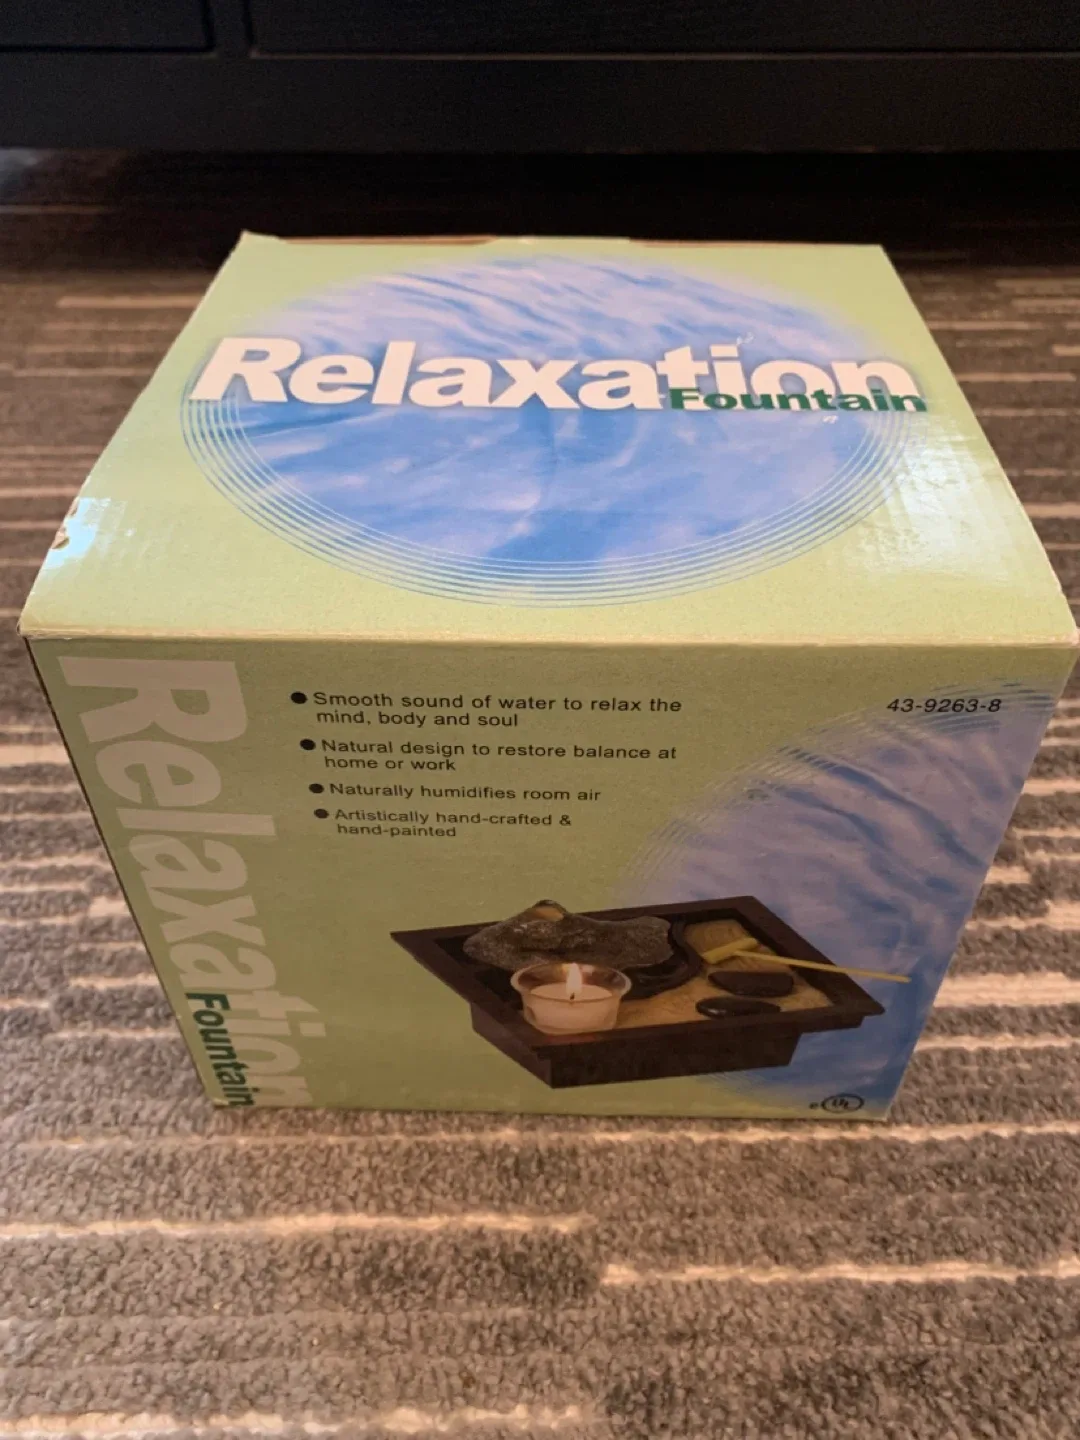 Relaxation
Fountain
Relaxation
Fountain
● Smooth sound of water to relax the
mind, body and soul
● Natural design to restore balance at
home or work
● Naturally humidifies room air
● Artistically hand-crafted &
hand-painted
43-9263-8
c UL